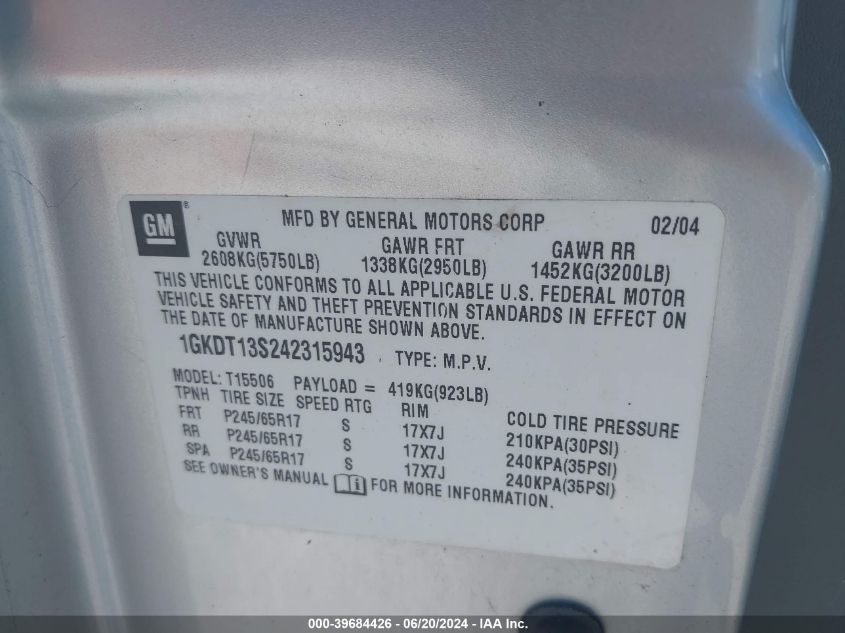 GM ® MFD BY GENERAL MOTORS CORP 02/04
GVWR GAWR FRT GAWR RR
2608KG(5750LB) 1338KG(2950LB) 1452KG(3200LB)
THIS VEHICLE CONFORMS TO ALL APPLICABLE U.S. FEDERAL MOTOR
VEHICLE SAFETY AND THEFT PREVENTION STANDARDS IN EFFECT ON
THE DATE OF MANUFACTURE SHOWN ABOVE.
1GKDT13S242315943 TYPE: M.P.V.
MODEL: T15506 PAYLOAD = 419KG(923LB)
TPNH TIRE SIZE SPEED RTG RIM COLD TIRE PRESSURE
FRT P245/65R17 S 17X7J 210KPA(30PSI)
RR P245/65R17 S 17X7J 240KPA(35PSI)
SPA P245/65R17 S 17X7J 240KPA(35PSI)
SEE OWNER'S MANUAL FOR MORE INFORMATION.
000-39684426 - 06/20/2024 - IAA Inc.